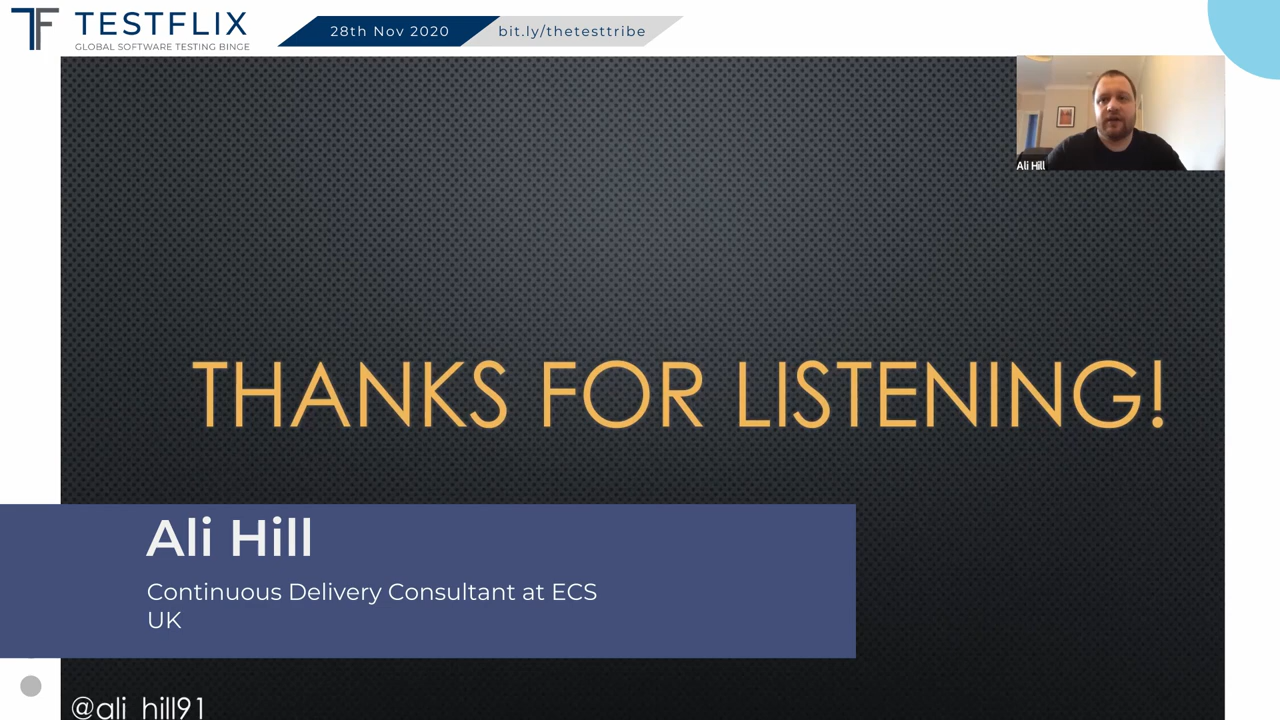 TF TESTFLIX
GLOBAL SOFTWARE TESTING BINGE
28th Nov 2020
bit.ly/thetesttribe
Ali Hill
THANKS FOR LISTENING!
Ali Hill
Continuous Delivery Consultant at ECS
UK
@ali_hill91